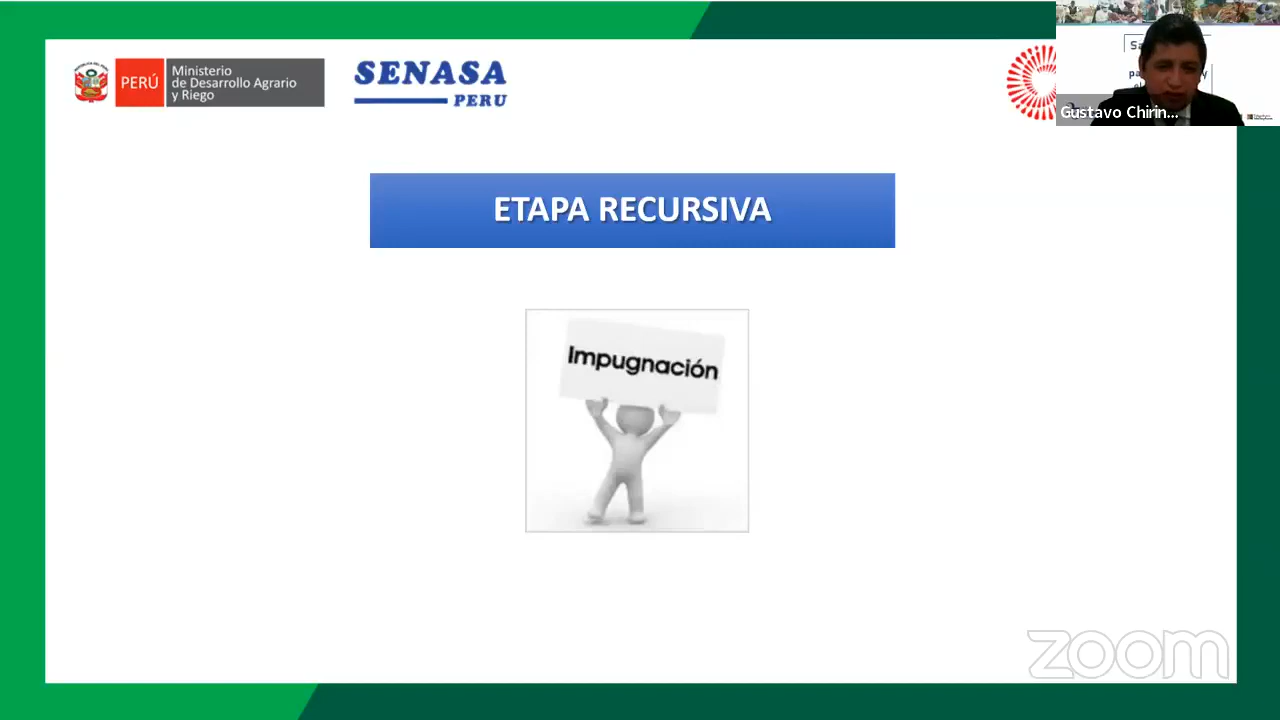 PERÚ
Ministerio
de Desarrollo Agrario
y Riego
SENASA
PERU
Gustavo Chirin...
ETAPA RECURSIVA
Impugnación
zoom